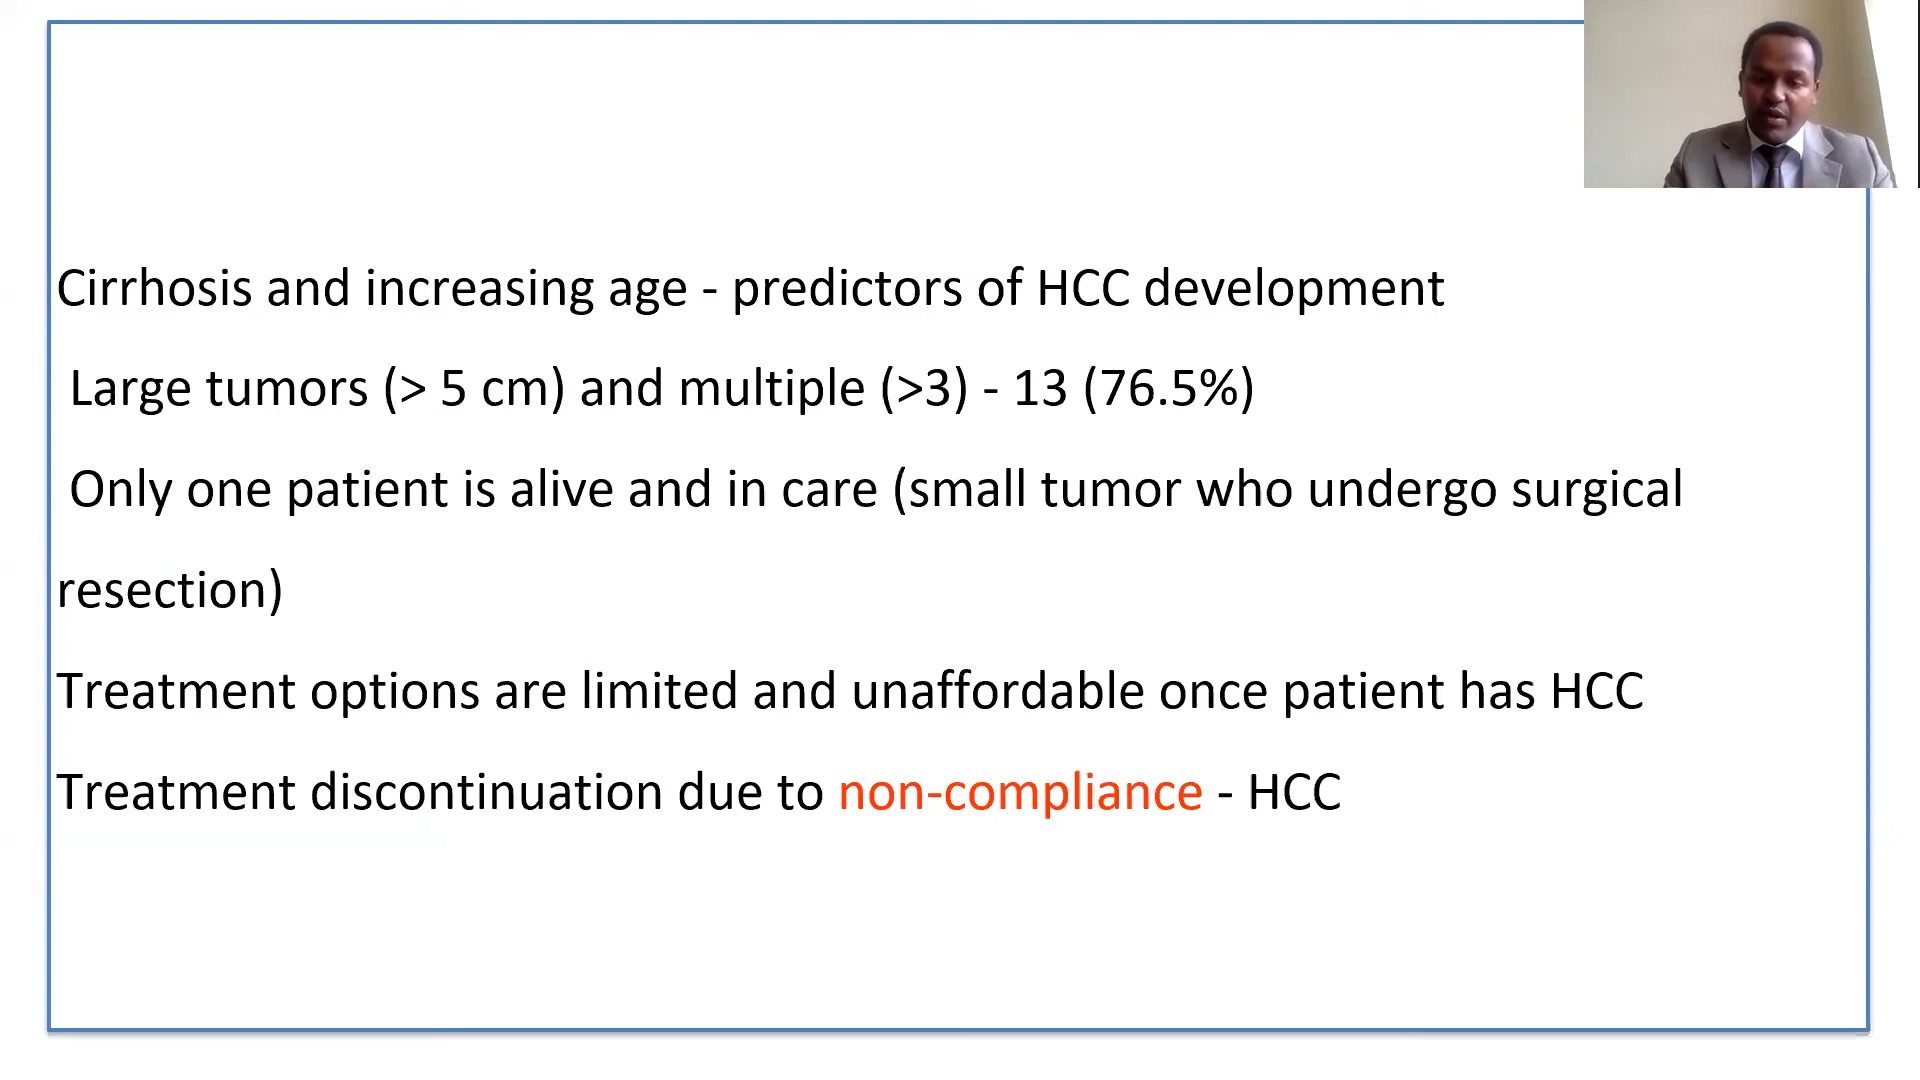 Cirrhosis and increasing age - predictors of HCC development
Large tumors (> 5 cm) and multiple (>3) - 13 (76.5%)
Only one patient is alive and in care (small tumor who undergo surgical
resection)
Treatment options are limited and unaffordable once patient has HCC
Treatment discontinuation due to non-compliance - HCC